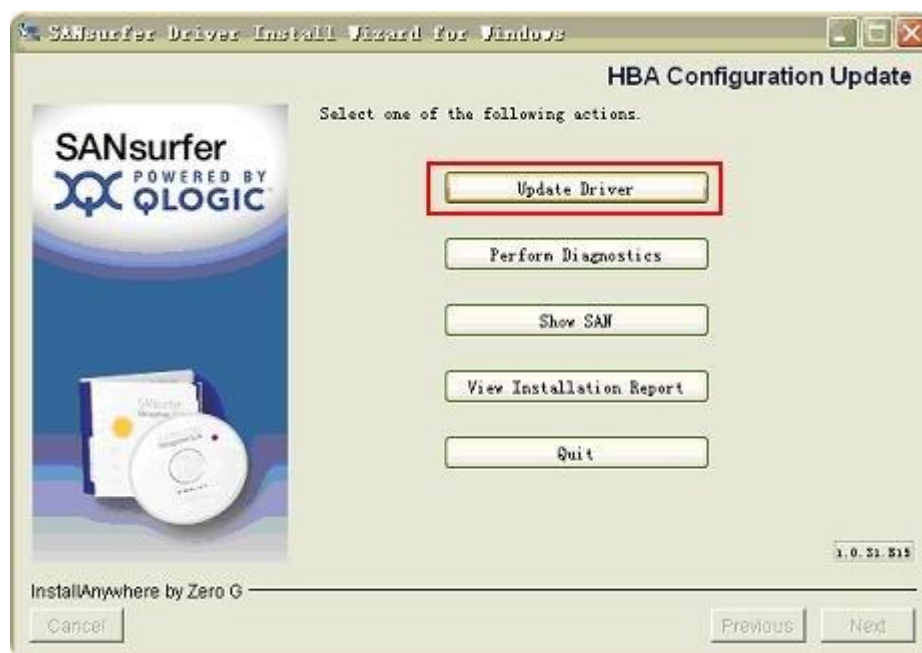 SANsurfer Driver Install Wizard for Windows
HBA Configuration Update
Select one of the following actions.
SANsurfer
POWERED BY
QLOGIC
Update Driver
Perform Diagnostics
Show SAN
View Installation Report
Quit
InstallAnywhere by Zero G
Cancel
Previous
Next